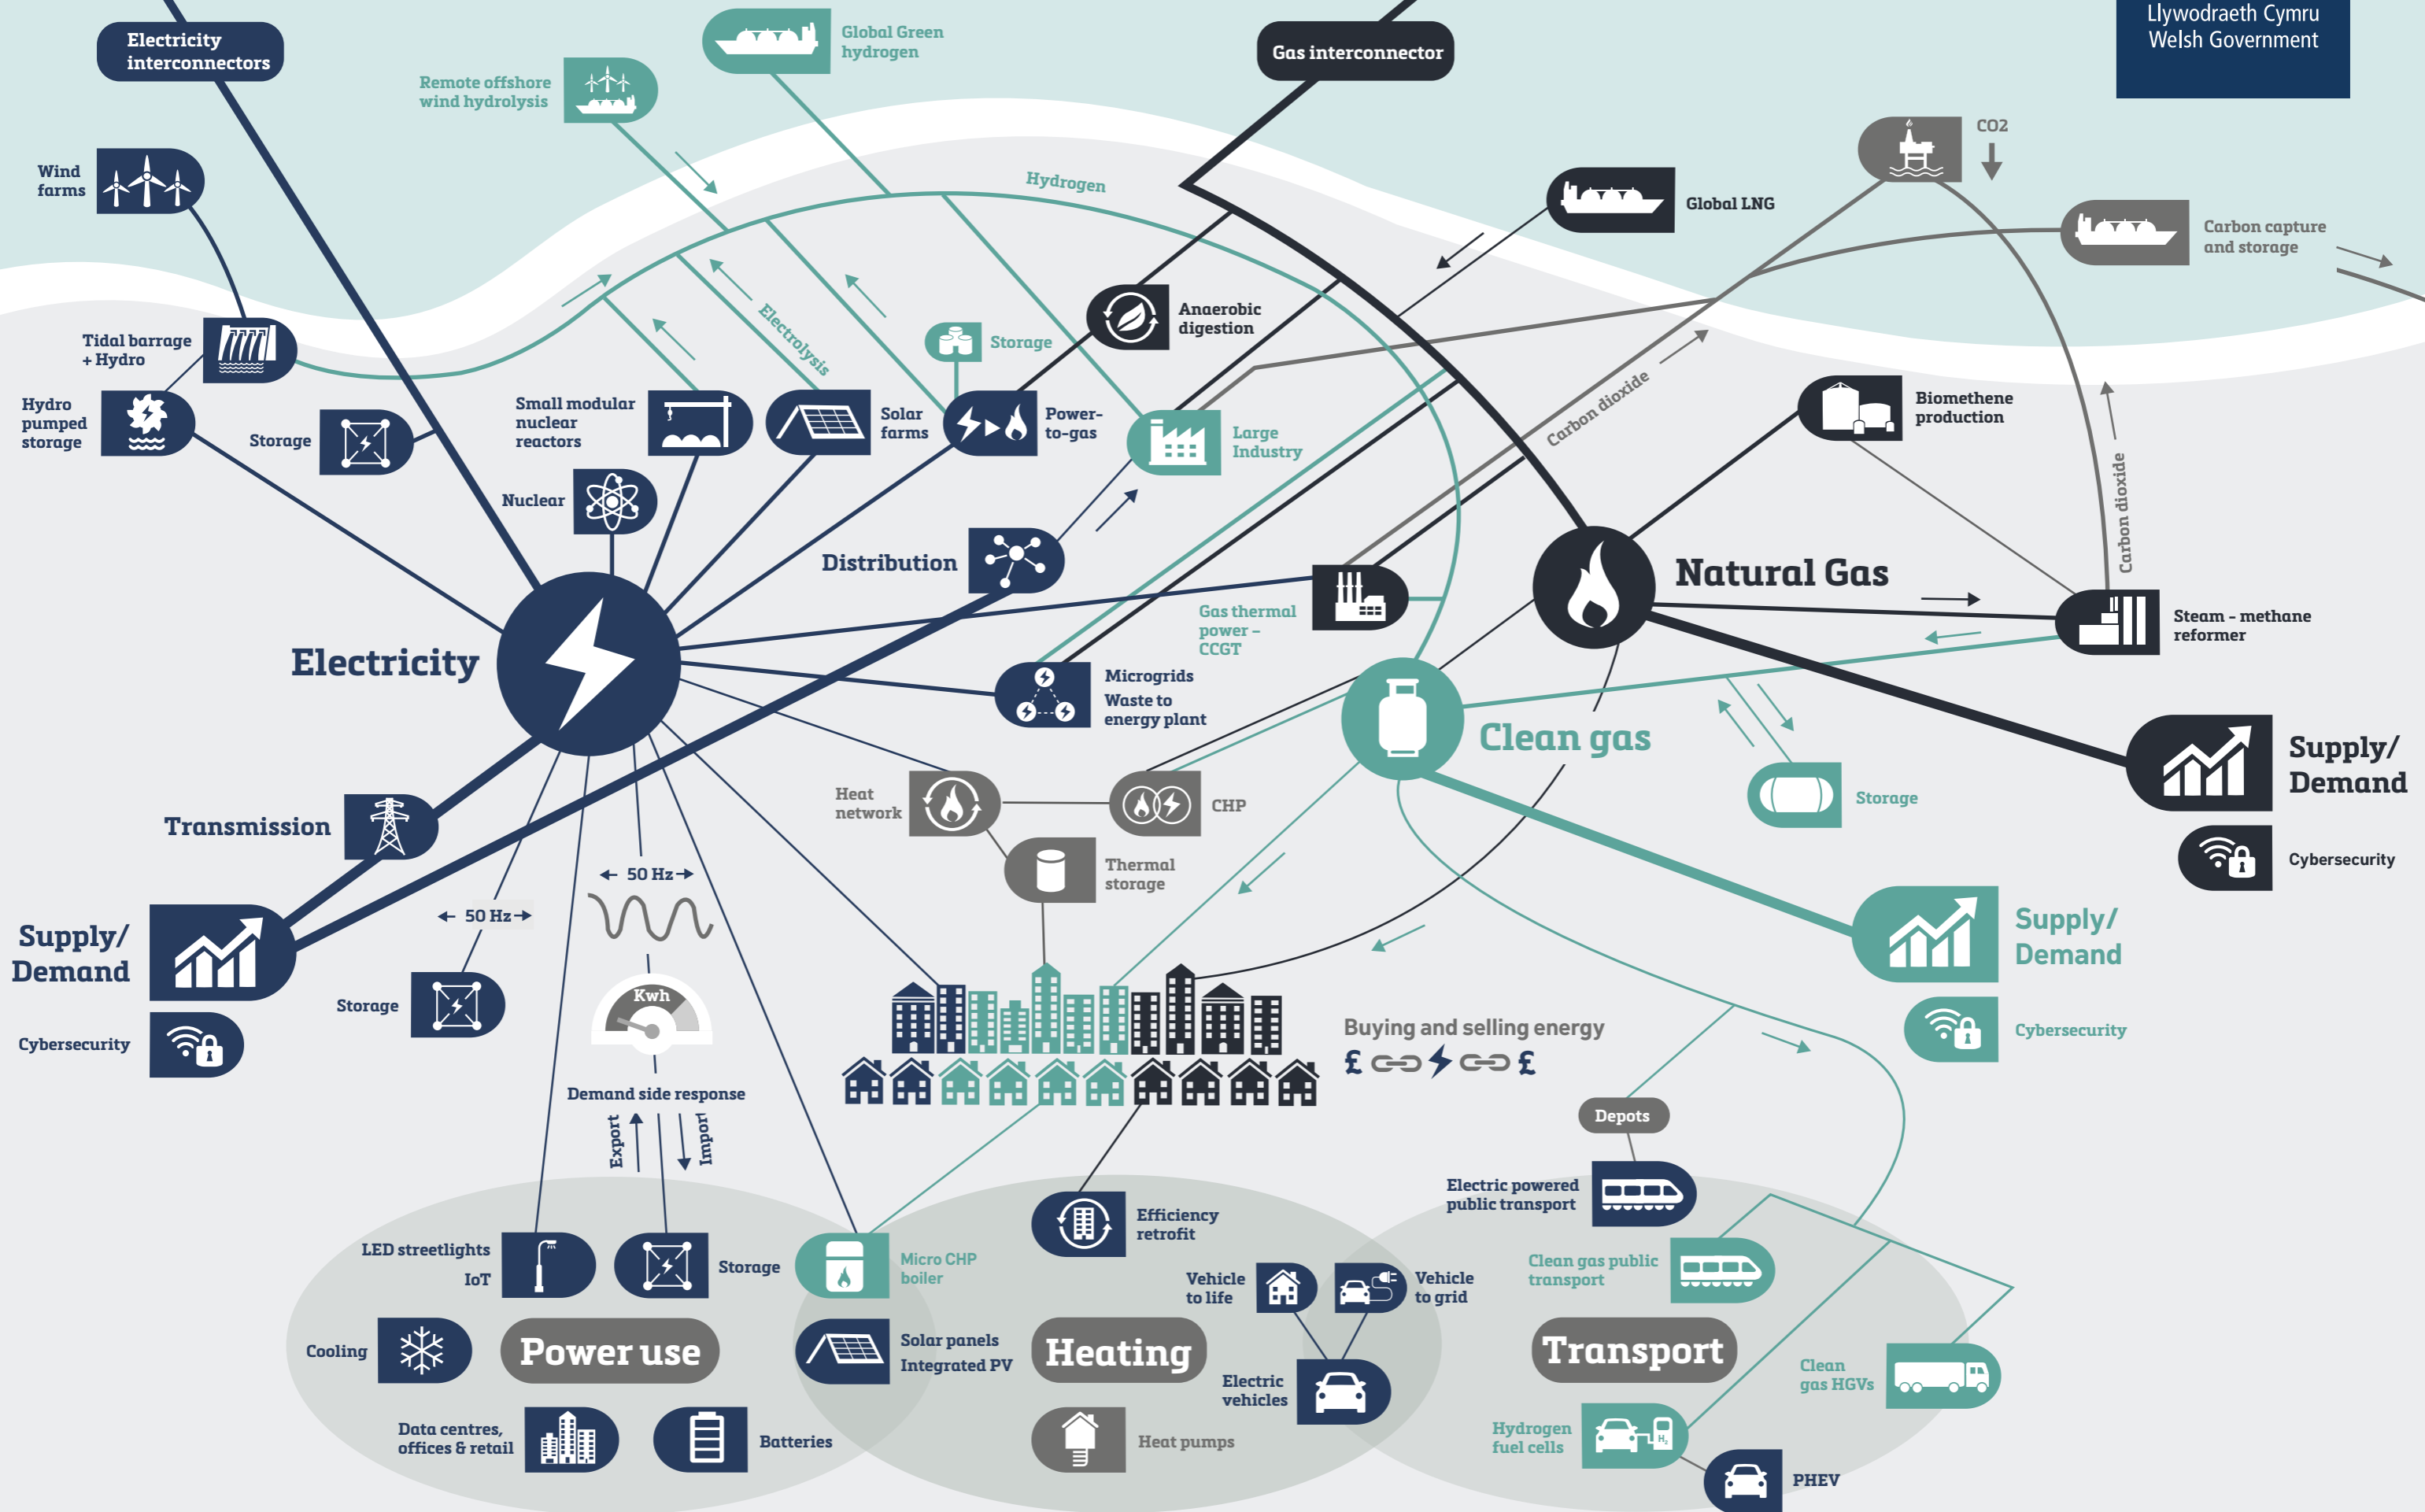 Llywodraeth Cymru
Welsh Government
Electricity
interconnectors
Global Green
hydrogen
Gas interconnector
Remote offshore
wind hydrolysis
CO2
Wind
farms
Hydrogen
Global LNG
Carbon capture
and storage
Anaerobic
digestion
Electrolysis
Storage
Tidal barrage
+ Hydro
Hydro
pumped
storage
Storage
Small modular
nuclear
reactors
Solar
farms
Power-
to-gas
Large
Industry
Carbon dioxide
Biomethene
production
Carbon dioxide
Nuclear
Distribution
Natural Gas
Gas thermal
power –
CCGT
Steam - methane
reformer
Electricity
Microgrids
Waste to
energy plant
Clean gas
Supply/
Demand
Storage
Heat
network
CHP
Transmission
Thermal
storage
Cybersecurity
50 Hz
50 Hz
Supply/
Demand
Supply/
Demand
Storage
Kwh
Cybersecurity
Buying and selling energy
£ £
Cybersecurity
Demand side response
Export
Import
Depots
Electric powered
public transport
Efficiency
retrofit
LED streetlights
IoT
Storage
Micro CHP
boiler
Vehicle
to life
Vehicle
to grid
Clean gas public
transport
Cooling
Power use
Solar panels
Integrated PV
Heating
Electric
vehicles
Transport
Clean
gas HGVs
Data centres,
offices & retail
Batteries
Heat pumps
Hydrogen
fuel cells
PHEV